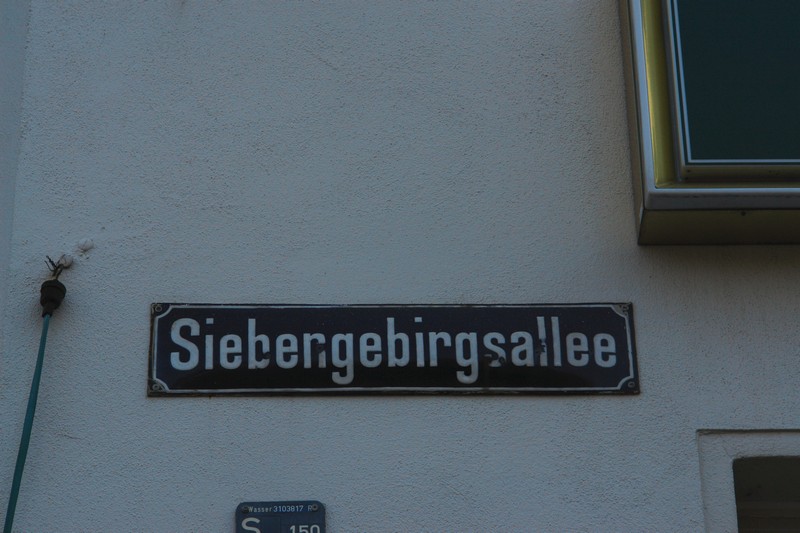 Siebergebirgsallee
Wasser 3103817 R
S 150